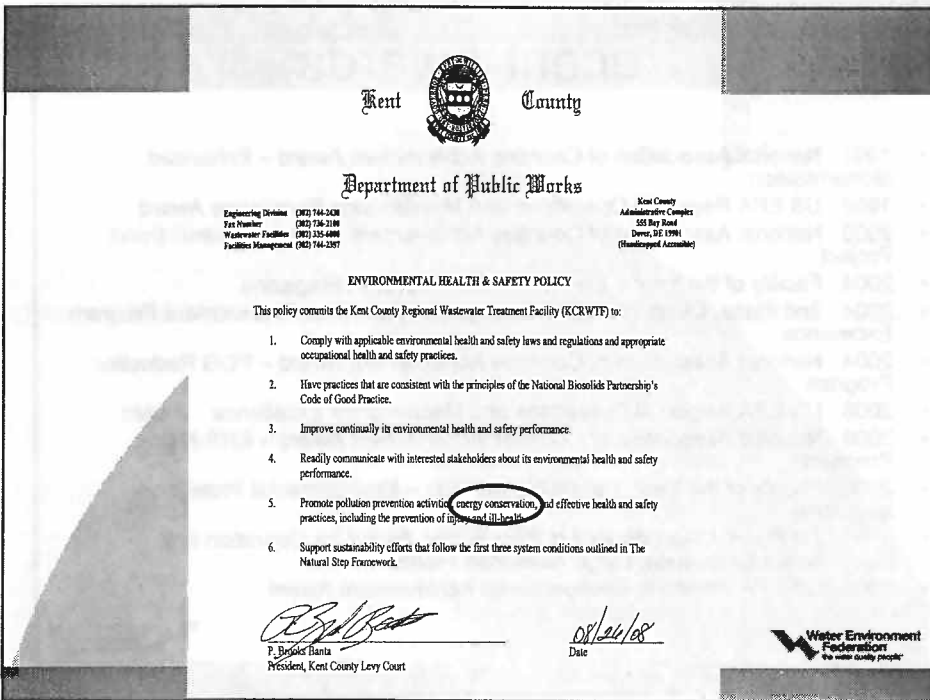 Kent County
Department of Public Works
Engineering Division (302) 744-2430
Fax Number (302) 736-2100
Wastewater Facilities (302) 335-6000
Facilities Management (302) 744-2357
Kent County
Administrative Complex
555 Bay Road
Dover, DE 19901
(Handicapped Accessible)
ENVIRONMENTAL HEALTH & SAFETY POLICY
This policy commits the Kent County Regional Wastewater Treatment Facility (KCRWTF) to:
1. Comply with applicable environmental health and safety laws and regulations and appropriate
occupational health and safety practices.
2. Have practices that are consistent with the principles of the National Biosolids Partnership's
Code of Good Practice.
3. Improve continually its environmental health and safety performance.
4. Readily communicate with interested stakeholders about its environmental health and safety
performance.
5. Promote pollution prevention activities, energy conservation, and effective health and safety
practices, including the prevention of injury and ill-health.
6. Support sustainability efforts that follow the first three system conditions outlined in The
Natural Step Framework.
08/26/08
P. Brooks Banta
Date
President, Kent County Levy Court
Water Environment
Federation
the water quality people